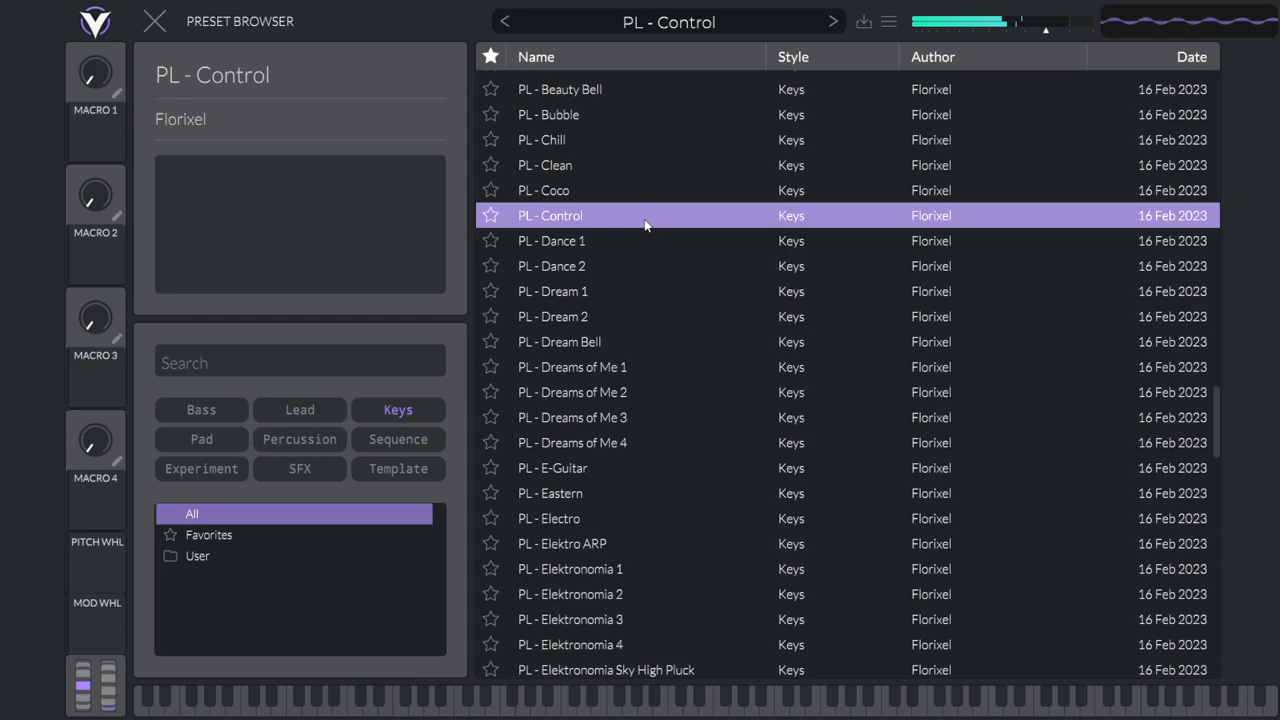 PRESET BROWSER
PL - Control
MACRO 1
MACRO 2
MACRO 3
MACRO 4
PITCH WHL
MOD WHL
PL - Control
Florixel
Search
Bass Lead Keys
Pad Percussion Sequence
Experiment SFX Template
All
Favorites
User
Name Style Author Date
PL - Beauty Bell Keys Florixel 16 Feb 2023
PL - Bubble Keys Florixel 16 Feb 2023
PL - Chill Keys Florixel 16 Feb 2023
PL - Clean Keys Florixel 16 Feb 2023
PL - Coco Keys Florixel 16 Feb 2023
PL - Control Keys Florixel 16 Feb 2023
PL - Dance 1 Keys Florixel 16 Feb 2023
PL - Dance 2 Keys Florixel 16 Feb 2023
PL - Dream 1 Keys Florixel 16 Feb 2023
PL - Dream 2 Keys Florixel 16 Feb 2023
PL - Dream Bell Keys Florixel 16 Feb 2023
PL - Dreams of Me 1 Keys Florixel 16 Feb 2023
PL - Dreams of Me 2 Keys Florixel 16 Feb 2023
PL - Dreams of Me 3 Keys Florixel 16 Feb 2023
PL - Dreams of Me 4 Keys Florixel 16 Feb 2023
PL - E-Guitar Keys Florixel 16 Feb 2023
PL - Eastern Keys Florixel 16 Feb 2023
PL - Electro Keys Florixel 16 Feb 2023
PL - Elektro ARP Keys Florixel 16 Feb 2023
PL - Elektronomia 1 Keys Florixel 16 Feb 2023
PL - Elektronomia 2 Keys Florixel 16 Feb 2023
PL - Elektronomia 3 Keys Florixel 16 Feb 2023
PL - Elektronomia 4 Keys Florixel 16 Feb 2023
PL - Elektronomia Sky High Pluck Keys Florixel 16 Feb 2023